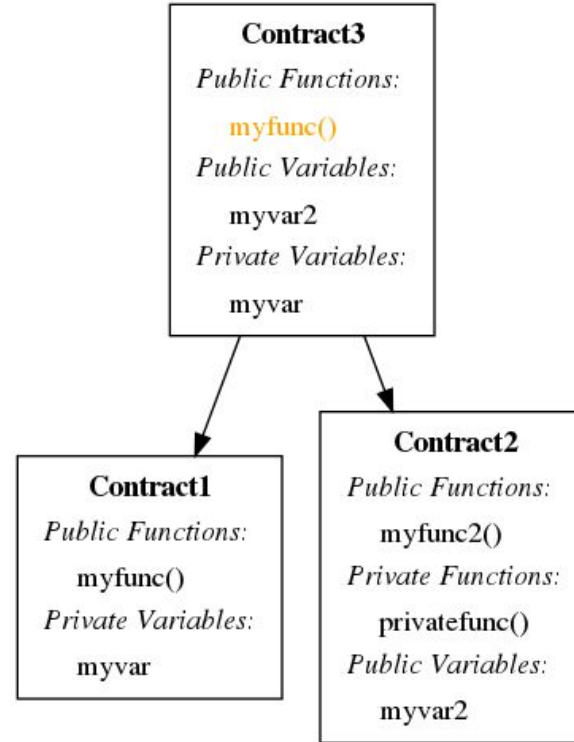 Contract3
Public Functions:
myfunc()
Public Variables:
myvar2
Private Variables:
myvar
Contract1
Public Functions:
myfunc()
Private Variables:
myvar
Contract2
Public Functions:
myfunc2()
Private Functions:
privatefunc()
Public Variables:
myvar2